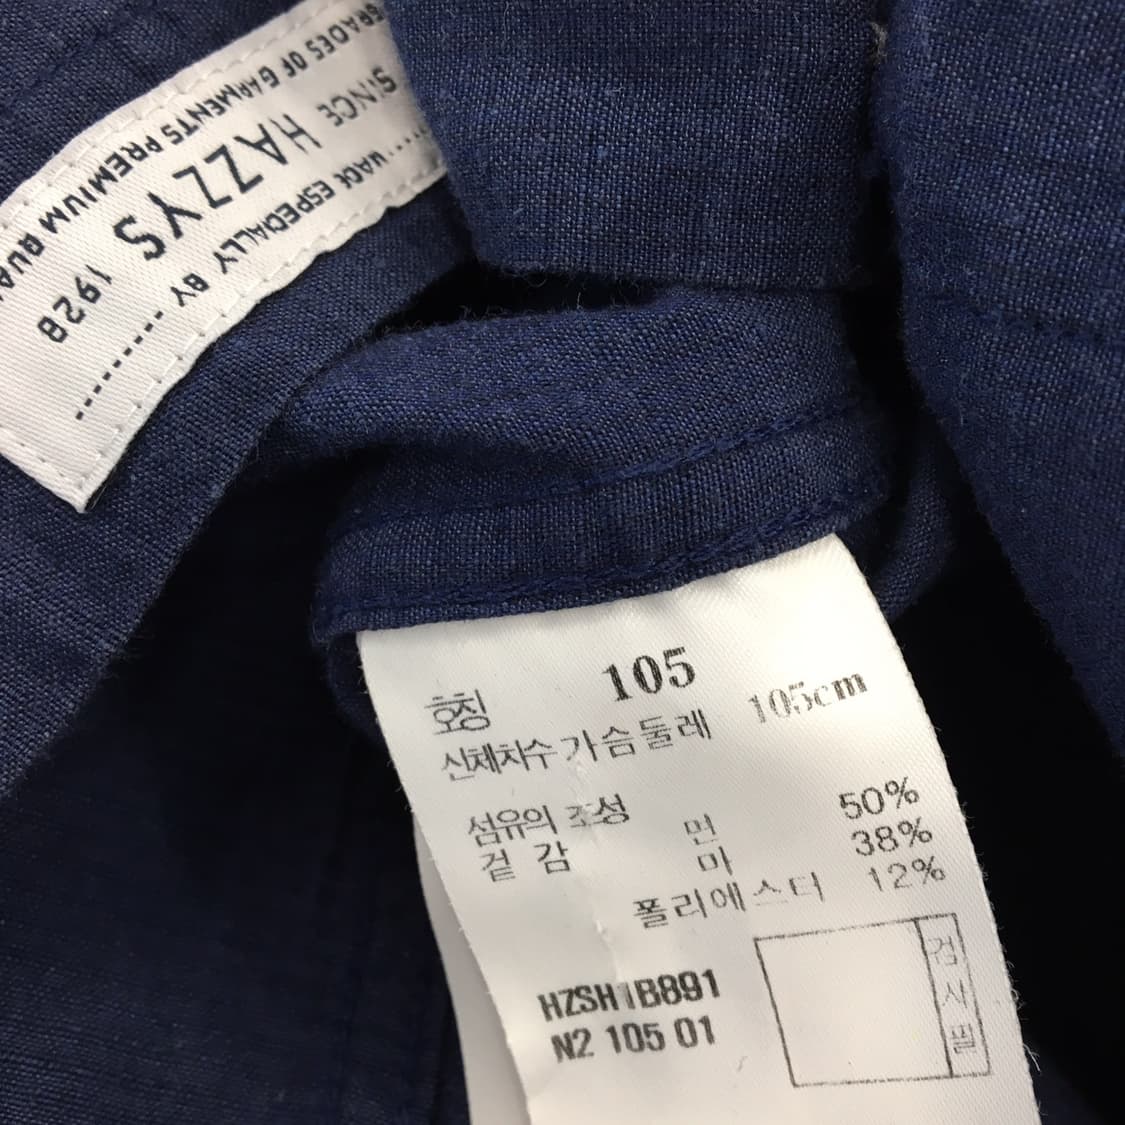 GRADES OF GARMENTS PREMIUM QUA
SINCE HAZZYS 1928
MADE ESPECIALLY BY
호칭 105
신체치수 가슴둘레 105cm
섬유의 조성
겉감 면 50%
마 38%
폴리에스터 12%
HZSH1B891
N2 105 01
검사필